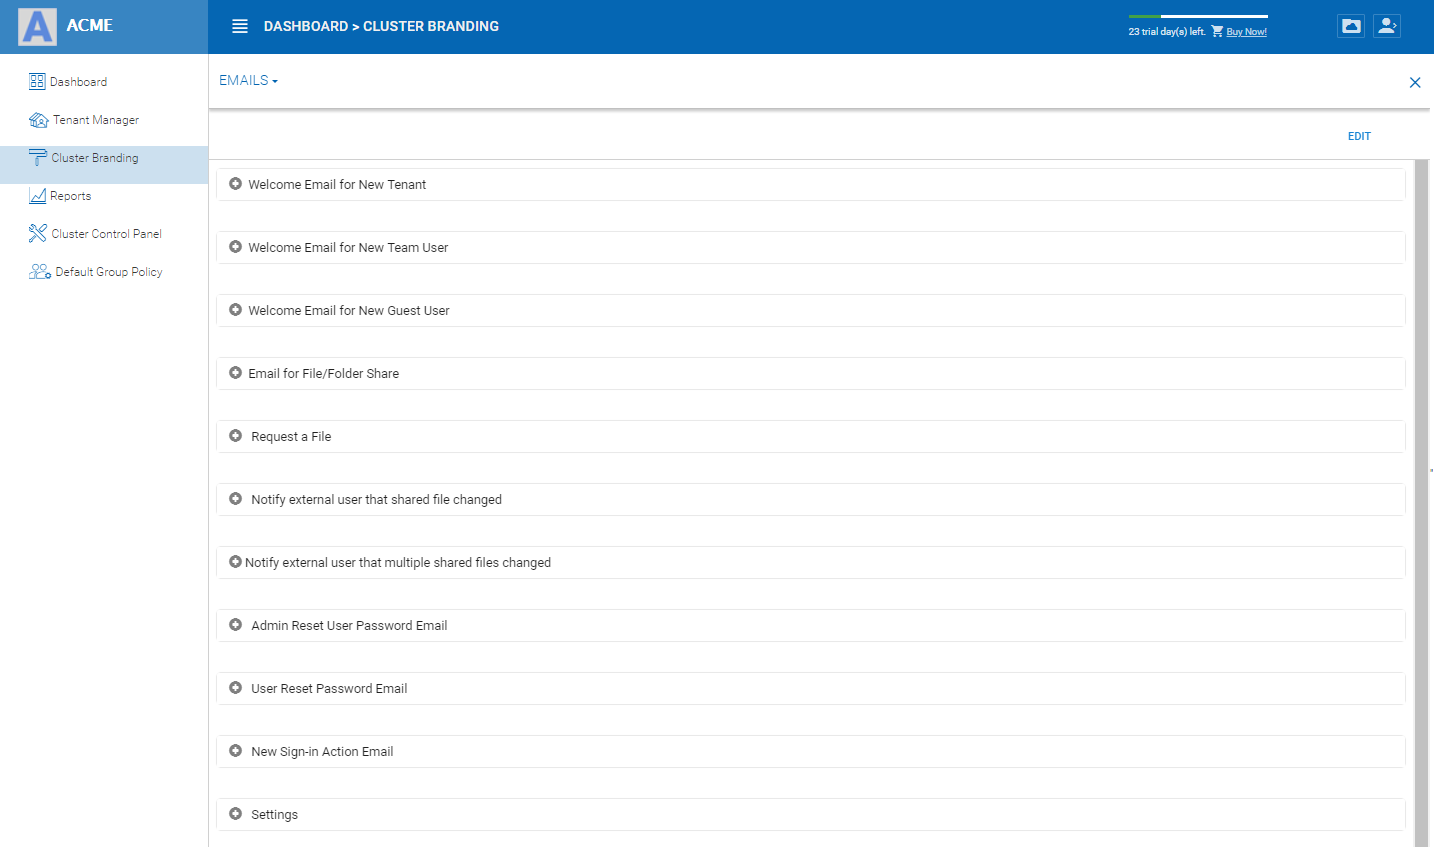 A ACME
DASHBOARD > CLUSTER BRANDING
23 trial day(s) left. Buy Now!
Dashboard
Tenant Manager
Cluster Branding
Reports
Cluster Control Panel
Default Group Policy
EMAILS
EDIT
Welcome Email for New Tenant
Welcome Email for New Team User
Welcome Email for New Guest User
Email for File/Folder Share
Request a File
Notify external user that shared file changed
Notify external user that multiple shared files changed
Admin Reset User Password Email
User Reset Password Email
New Sign-in Action Email
Settings